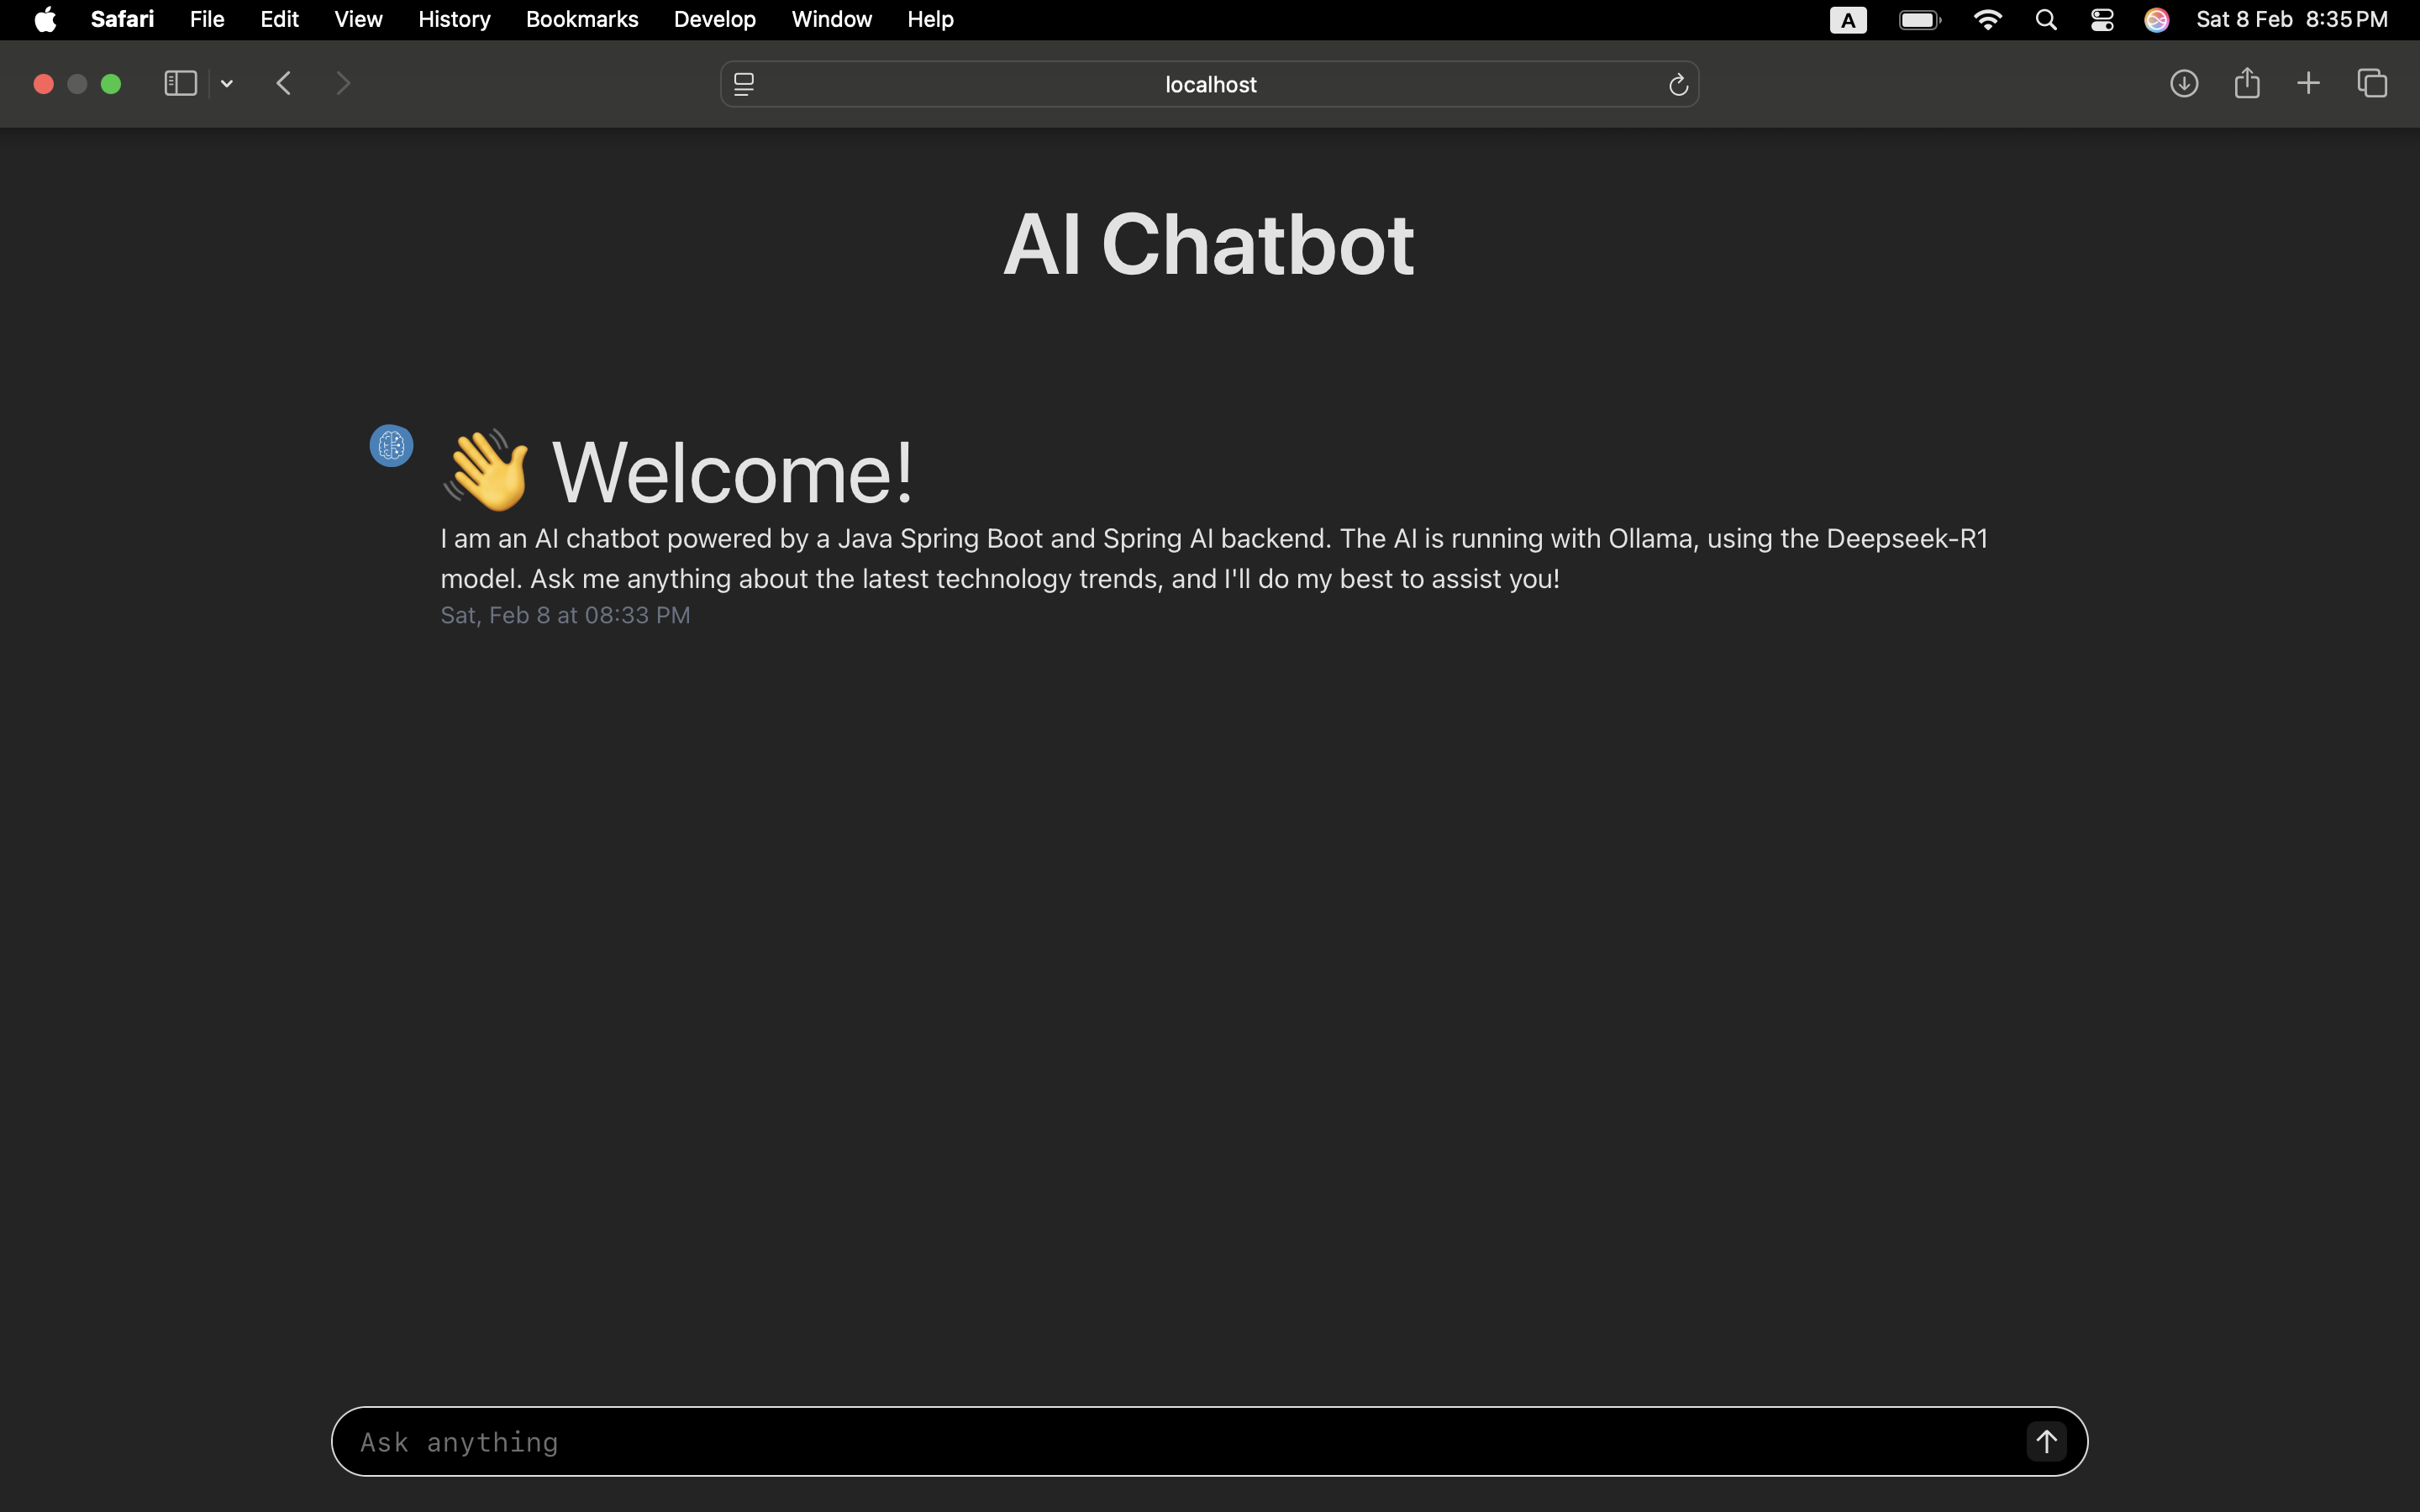 Safari File Edit View History Bookmarks Develop Window Help A Sat 8 Feb 8:35 PM
localhost
AI Chatbot
👋 Welcome!
I am an AI chatbot powered by a Java Spring Boot and Spring AI backend. The AI is running with Ollama, using the Deepseek-R1
model. Ask me anything about the latest technology trends, and I'll do my best to assist you!
Sat, Feb 8 at 08:33 PM
Ask anything